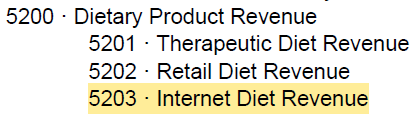 5200 · Dietary Product Revenue
5201 · Therapeutic Diet Revenue
5202 · Retail Diet Revenue
5203 · Internet Diet Revenue